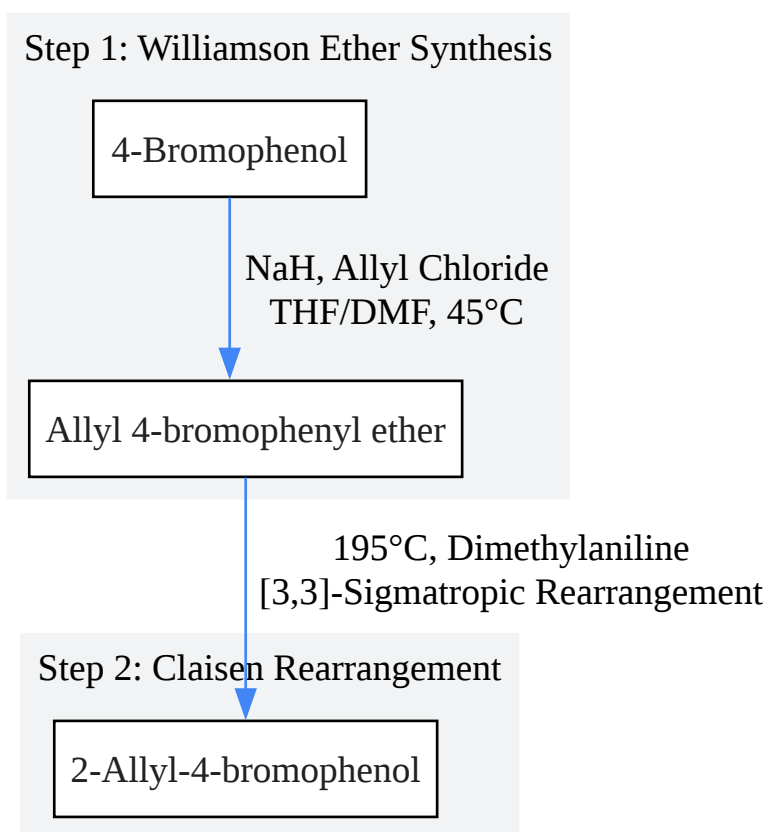 Step 1: Williamson Ether Synthesis
4-Bromophenol
NaH, Allyl Chloride
THF/DMF, 45°C
Allyl 4-bromophenyl ether
195°C, Dimethylaniline
[3,3]-Sigmatropic Rearrangement
Step 2: Claisen Rearrangement
2-Allyl-4-bromophenol